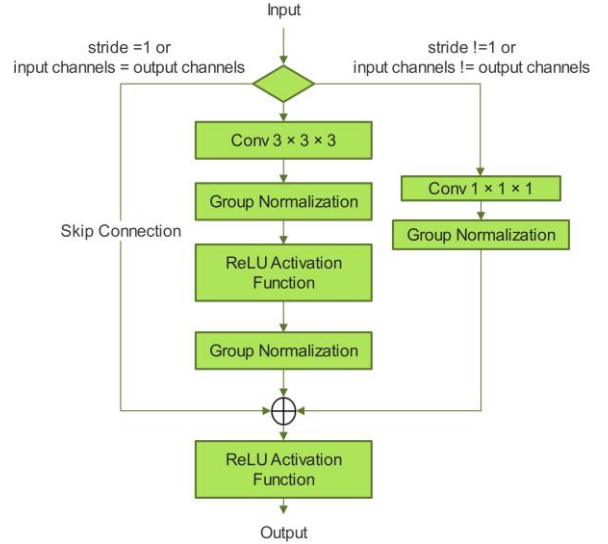 Input
stride =1 or
input channels = output channels
stride !=1 or
input channels != output channels
Conv 3 × 3 × 3
Group Normalization
Skip Connection
ReLU Activation
Function
Group Normalization
Conv 1 × 1 × 1
Group Normalization
ReLU Activation
Function
Output